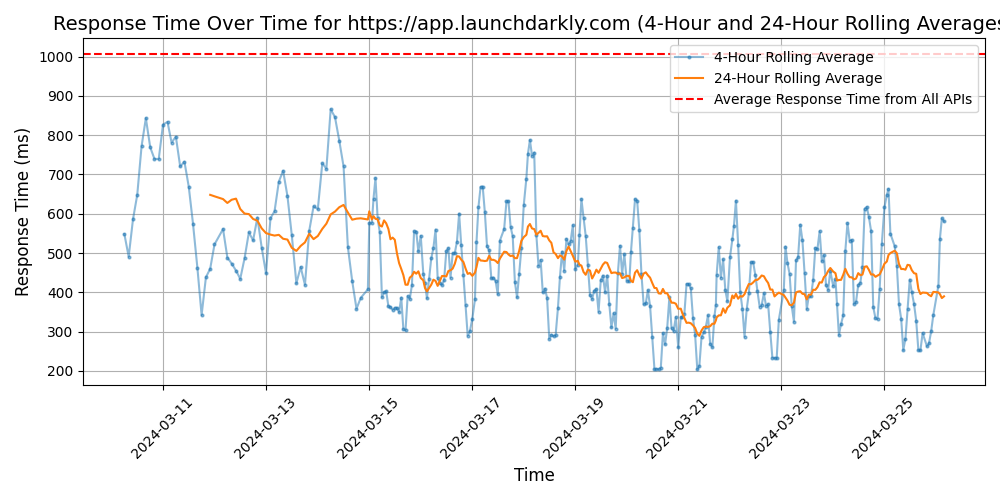 Response Time Over Time for https://app.launchdarkly.com (4-Hour and 24-Hour Rolling Averages
4-Hour Rolling Average
24-Hour Rolling Average
Average Response Time from All APIs
Response Time (ms)
1000
900
800
700
600
500
400
300
200
2024-03-11
2024-03-13
2024-03-15
2024-03-17
2024-03-19
2024-03-21
2024-03-23
2024-03-25
Time